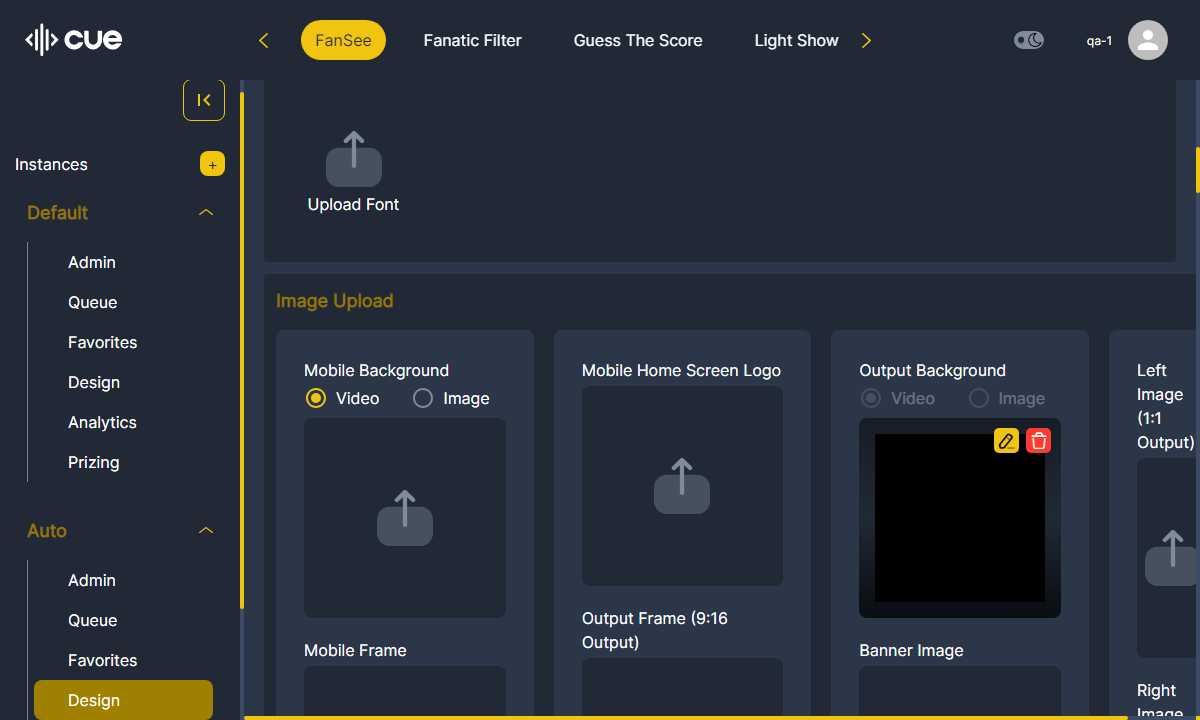 cue
FanSee
Fanatic Filter
Guess The Score
Light Show
qa-1
Instances
+
Default
Admin
Queue
Favorites
Design
Analytics
Prizing
Auto
Admin
Queue
Favorites
Design
Upload Font
Image Upload
Mobile Background
Video
Image
Mobile Frame
Mobile Home Screen Logo
Output Frame (9:16
Output)
Output Background
Video
Image
Banner Image
Left
Image
(1:1
Output)
Right
Image